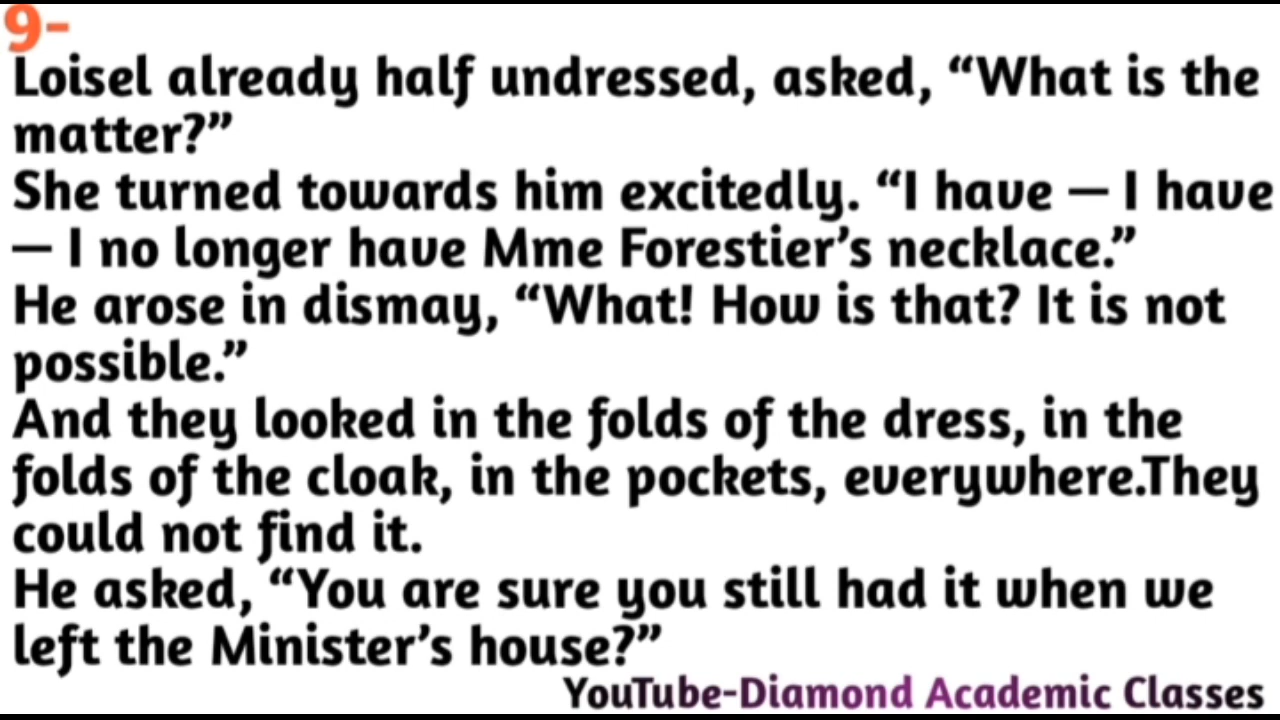 9-
Loisel already half undressed, asked, “What is the
matter?”
She turned towards him excitedly. “I have — I have
— I no longer have Mme Forestier’s necklace.”
He arose in dismay, “What! How is that? It is not
possible.”
And they looked in the folds of the dress, in the
folds of the cloak, in the pockets, everywhere.They
could not find it.
He asked, “You are sure you still had it when we
left the Minister’s house?”
YouTube-Diamond Academic Classes